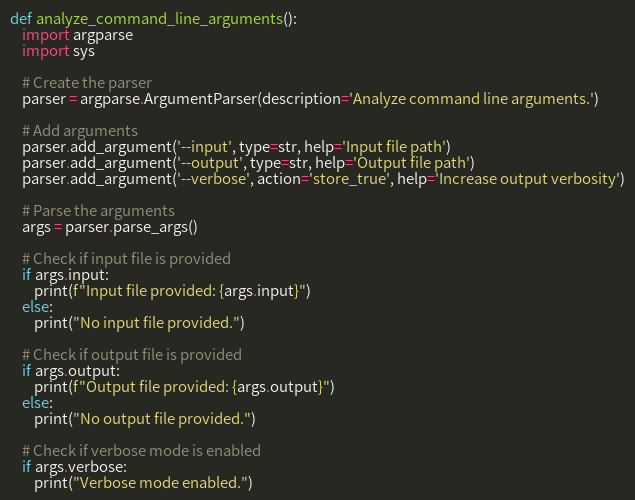 def analyze_command_line_arguments():
    import argparse
    import sys

    # Create the parser
    parser = argparse.ArgumentParser(description='Analyze command line arguments.')

    # Add arguments
    parser.add_argument('--input', type=str, help='Input file path')
    parser.add_argument('--output', type=str, help='Output file path')
    parser.add_argument('--verbose', action='store_true', help='Increase output verbosity')

    # Parse the arguments
    args = parser.parse_args()

    # Check if input file is provided
    if args.input:
        print(f"Input file provided: {args.input}")
    else:
        print("No input file provided.")

    # Check if output file is provided
    if args.output:
        print(f"Output file provided: {args.output}")
    else:
        print("No output file provided.")

    # Check if verbose mode is enabled
    if args.verbose:
        print("Verbose mode enabled.")